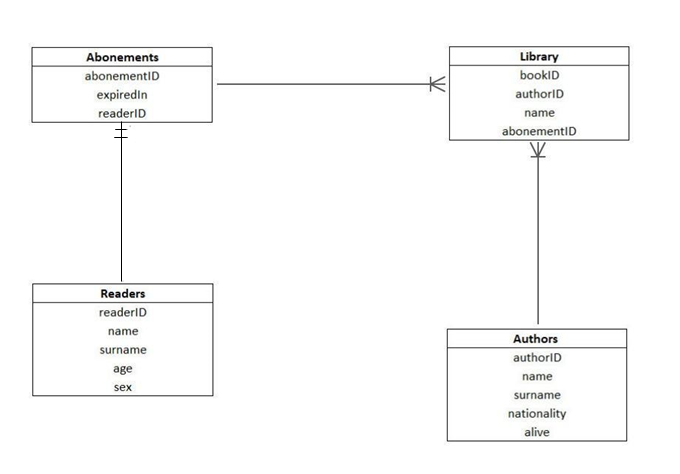 Abonements
abonementID
expiredIn
readerID
Library
bookID
authorID
name
abonementID
Readers
readerID
name
surname
age
sex
Authors
authorID
name
surname
nationality
alive